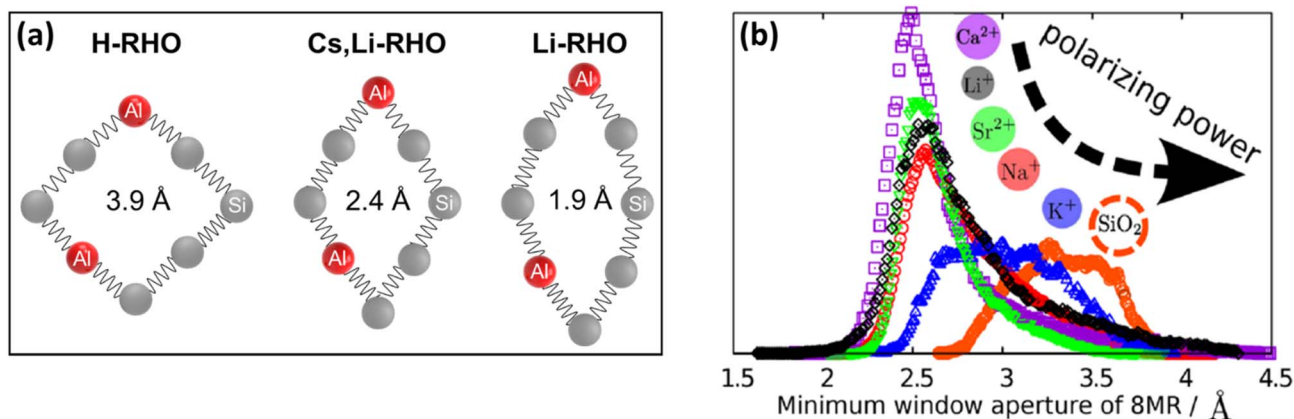 (a)
H-RHO
Cs,Li-RHO
Li-RHO
Al
Si
Al
3.9 Å
Al
Si
Al
2.4 Å
Al
Si
Al
1.9 Å
(b)
Ca²⁺
Li⁺
Sr²⁺
Na⁺
K⁺
SiO₂
polarizing power
1.5 2 2.5 3 3.5 4 4.5
Minimum window aperture of 8MR / Å